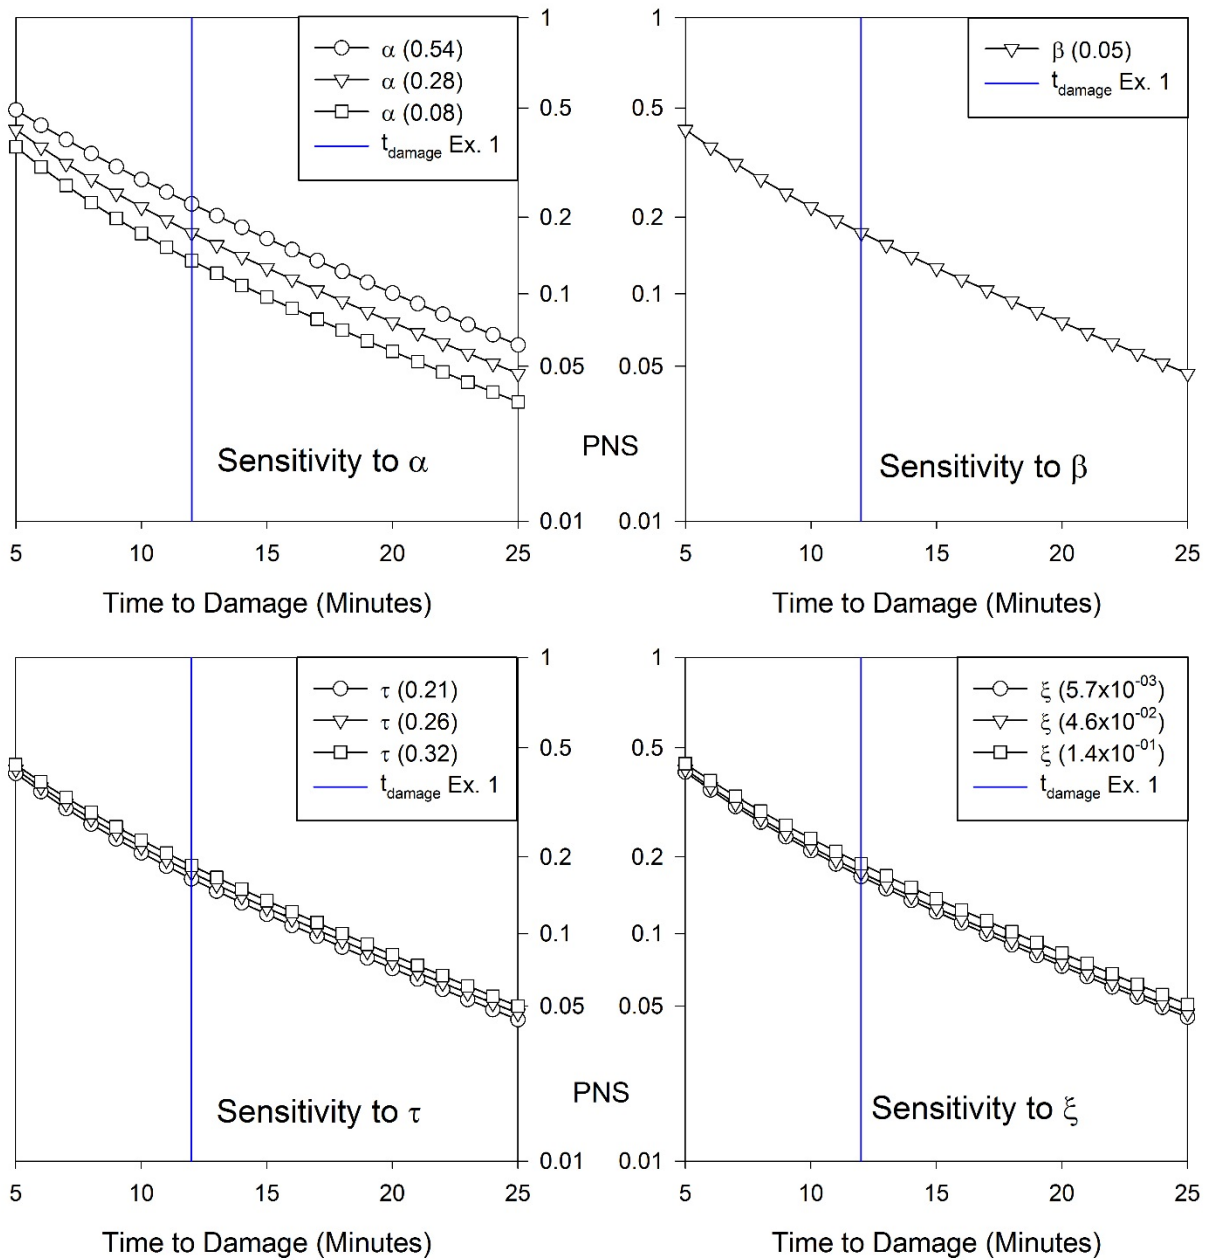 α (0.54)
α (0.28)
α (0.08)
t_damage Ex. 1
1
0.5
0.2
0.1
0.05
0.01
Sensitivity to α
5 10 15 20 25
Time to Damage (Minutes)
β (0.05)
t_damage Ex. 1
1
0.5
0.2
0.1
0.05
0.01
PNS
Sensitivity to β
5 10 15 20 25
Time to Damage (Minutes)
τ (0.21)
τ (0.26)
τ (0.32)
t_damage Ex. 1
1
0.5
0.2
0.1
0.05
0.01
Sensitivity to τ
5 10 15 20 25
Time to Damage (Minutes)
ξ (5.7x10^-03)
ξ (4.6x10^-02)
ξ (1.4x10^-01)
t_damage Ex. 1
1
0.5
0.2
0.1
0.05
0.01
PNS
Sensitivity to ξ
5 10 15 20 25
Time to Damage (Minutes)